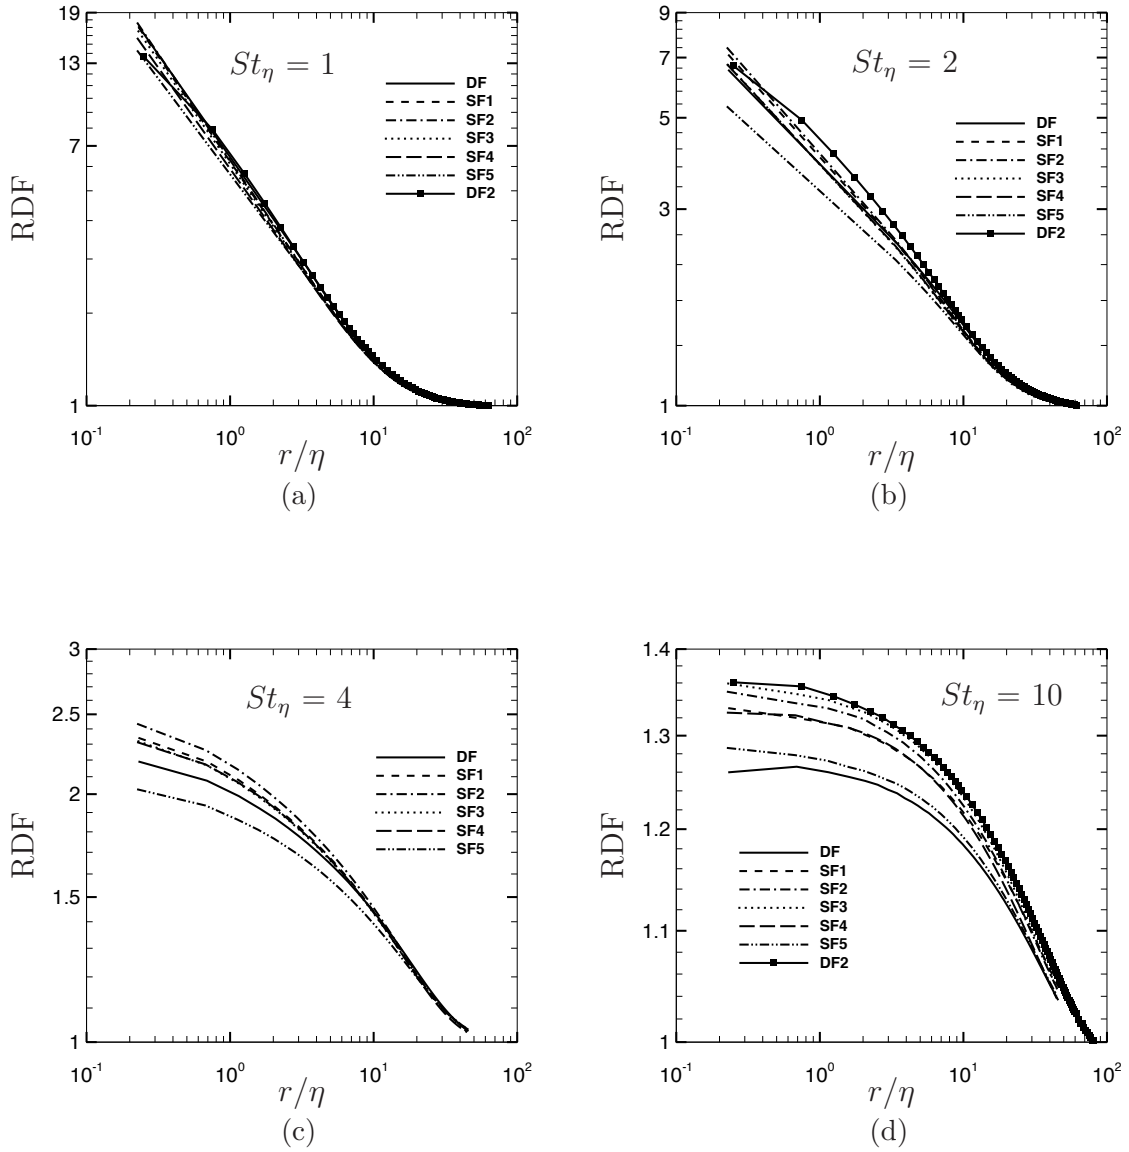 19
13
7
1
RDF
St_η = 1
DF
SF1
SF2
SF3
SF4
SF5
DF2
10^-1
10^0
10^1
10^2
r/η
(a)
9
7
5
3
1
RDF
St_η = 2
DF
SF1
SF2
SF3
SF4
SF5
DF2
10^-1
10^0
10^1
10^2
r/η
(b)
3
2.5
2
1.5
1
RDF
St_η = 4
DF
SF1
SF2
SF3
SF4
SF5
10^-1
10^0
10^1
10^2
r/η
(c)
1.4
1.3
1.2
1.1
1
RDF
St_η = 10
DF
SF1
SF2
SF3
SF4
SF5
DF2
10^-1
10^0
10^1
10^2
r/η
(d)